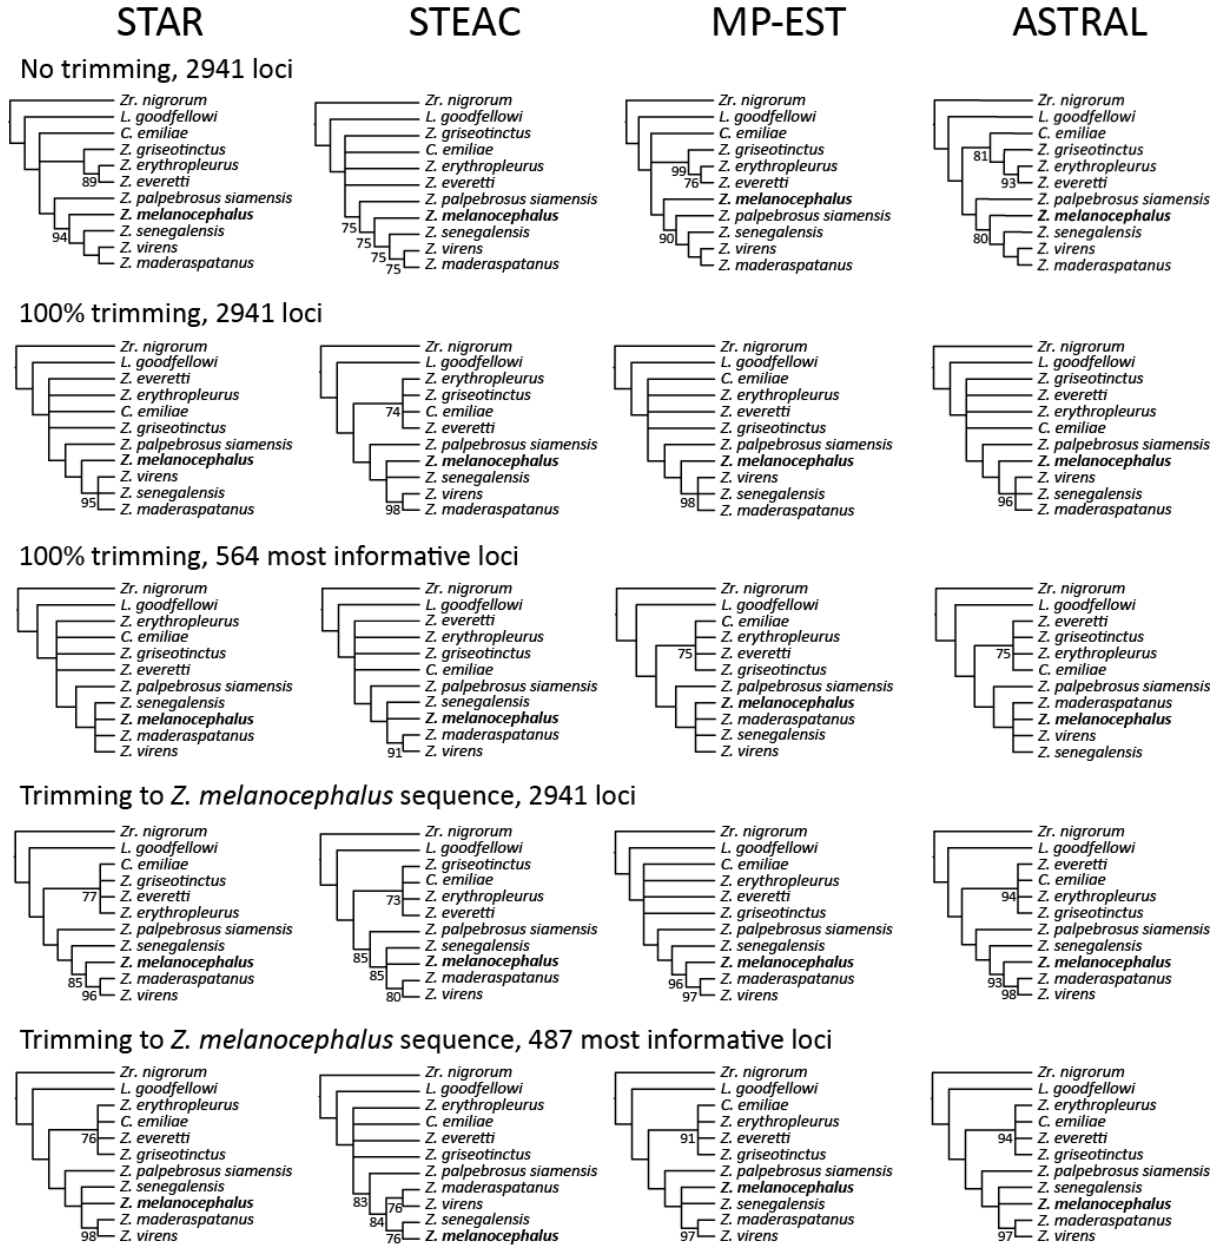 STAR STEAC MP-EST ASTRAL
No trimming, 2941 loci
Zr. nigrorum Zr. nigrorum Zr. nigrorum Zr. nigrorum
L. goodfellowi L. goodfellowi L. goodfellowi L. goodfellowi
C. emiliae Z. griseotinctus C. emiliae C. emiliae
Z. griseotinctus C. emiliae Z. griseotinctus 81 Z. griseotinctus
Z. erythropleurus Z. erythropleurus 99 Z. erythropleurus Z. erythropleurus
89 Z. everetti Z. everetti 76 Z. everetti 93 Z. everetti
Z. palpebrosus siamensis Z. palpebrosus siamensis Z. melanocephalus Z. palpebrosus siamensis
Z. melanocephalus 75 Z. melanocephalus Z. palpebrosus siamensis Z. melanocephalus
94 Z. senegalensis 75 Z. senegalensis 90 Z. senegalensis 80 Z. senegalensis
Z. virens 75 Z. virens Z. virens Z. virens
Z. maderaspatanus 75 Z. maderaspatanus Z. maderaspatanus Z. maderaspatanus
100% trimming, 2941 loci
Zr. nigrorum Zr. nigrorum Zr. nigrorum Zr. nigrorum
L. goodfellowi L. goodfellowi L. goodfellowi L. goodfellowi
Z. everetti Z. erythropleurus C. emiliae Z. griseotinctus
Z. erythropleurus Z. griseotinctus Z. erythropleurus Z. everetti
C. emiliae 74 C. emiliae Z. everetti Z. erythropleurus
Z. griseotinctus Z. everetti Z. griseotinctus C. emiliae
Z. palpebrosus siamensis Z. palpebrosus siamensis Z. palpebrosus siamensis Z. palpebrosus siamensis
Z. melanocephalus Z. melanocephalus Z. melanocephalus Z. melanocephalus
Z. virens Z. senegalensis Z. virens Z. virens
95 Z. senegalensis Z. virens 98 Z. senegalensis 96 Z. senegalensis
Z. maderaspatanus 98 Z. maderaspatanus Z. maderaspatanus Z. maderaspatanus
100% trimming, 564 most informative loci
Zr. nigrorum Zr. nigrorum Zr. nigrorum Zr. nigrorum
L. goodfellowi L. goodfellowi L. goodfellowi L. goodfellowi
Z. erythropleurus Z. everetti C. emiliae Z. everetti
C. emiliae Z. erythropleurus Z. erythropleurus Z. griseotinctus
Z. griseotinctus Z. griseotinctus 75 Z. everetti 75 Z. erythropleurus
Z. everetti C. emiliae Z. griseotinctus C. emiliae
Z. palpebrosus siamensis Z. palpebrosus siamensis Z. palpebrosus siamensis Z. palpebrosus siamensis
Z. senegalensis Z. senegalensis Z. melanocephalus Z. maderaspatanus
Z. melanocephalus Z. melanocephalus Z. maderaspatanus Z. melanocephalus
Z. maderaspatanus Z. maderaspatanus Z. senegalensis Z. virens
Z. virens 91 Z. virens Z. virens Z. senegalensis
Trimming to Z. melanocephalus sequence, 2941 loci
Zr. nigrorum Zr. nigrorum Zr. nigrorum Zr. nigrorum
L. goodfellowi L. goodfellowi L. goodfellowi L. goodfellowi
C. emiliae Z. griseotinctus C. emiliae Z. everetti
Z. griseotinctus C. emiliae Z. erythropleurus C. emiliae
77 Z. everetti 73 Z. erythropleurus Z. everetti 94 Z. erythropleurus
Z. erythropleurus Z. everetti Z. griseotinctus Z. griseotinctus
Z. palpebrosus siamensis Z. palpebrosus siamensis Z. palpebrosus siamensis Z. palpebrosus siamensis
Z. senegalensis 85 Z. senegalensis Z. senegalensis Z. senegalensis
Z. melanocephalus 85 Z. melanocephalus Z. melanocephalus Z. melanocephalus
85 Z. maderaspatanus Z. maderaspatanus 96 Z. maderaspatanus 93 Z. maderaspatanus
96 Z. virens 80 Z. virens 97 Z. virens 98 Z. virens
Trimming to Z. melanocephalus sequence, 487 most informative loci
Zr. nigrorum Zr. nigrorum Zr. nigrorum Zr. nigrorum
L. goodfellowi L. goodfellowi L. goodfellowi L. goodfellowi
Z. erythropleurus Z. erythropleurus C. emiliae Z. erythropleurus
C. emiliae C. emiliae Z. erythropleurus C. emiliae
76 Z. everetti Z. everetti 91 Z. everetti 94 Z. everetti
Z. griseotinctus Z. griseotinctus Z. griseotinctus Z. griseotinctus
Z. palpebrosus siamensis Z. palpebrosus siamensis Z. palpebrosus siamensis Z. palpebrosus siamensis
Z. senegalensis Z. maderaspatanus Z. melanocephalus Z. senegalensis
Z. melanocephalus 83 76 Z. virens Z. senegalensis Z. melanocephalus
Z. maderaspatanus 84 Z. senegalensis Z. maderaspatanus Z. maderaspatanus
98 Z. virens 76 Z. melanocephalus 97 Z. virens 97 Z. virens